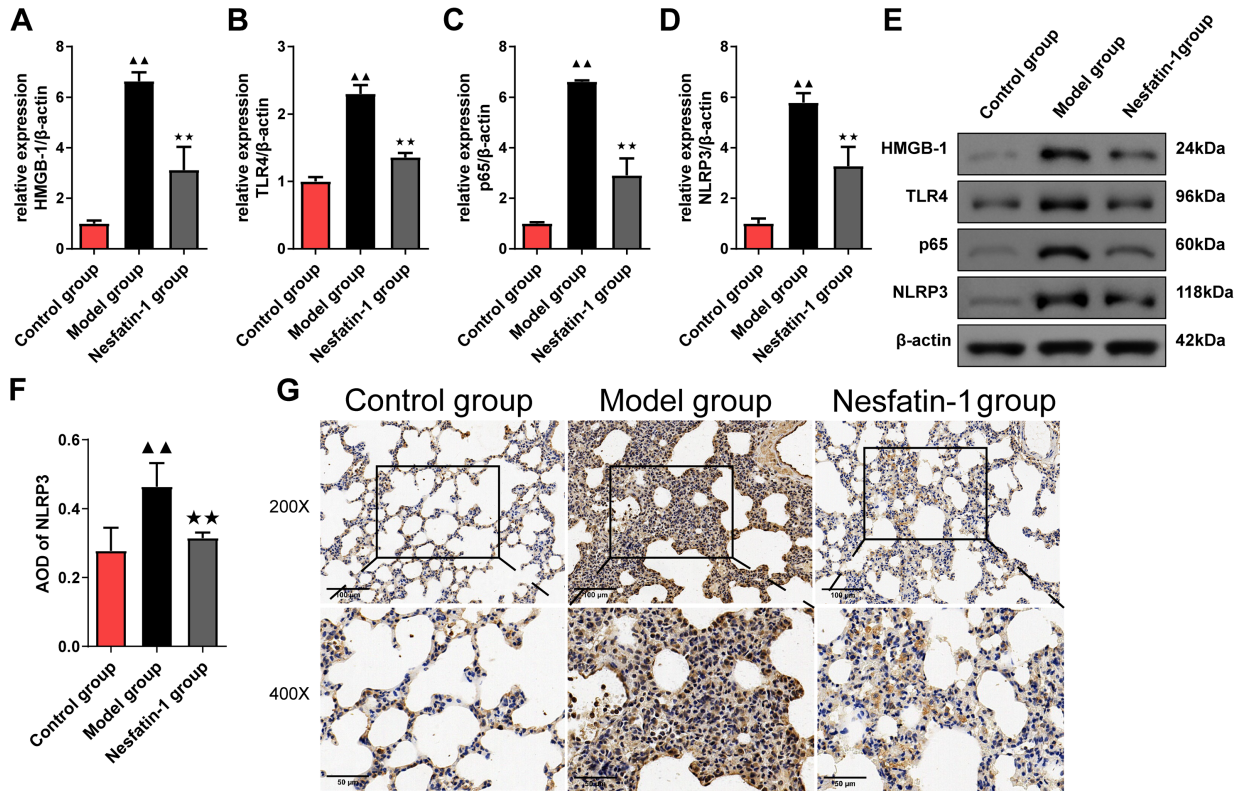 A
relative expression
HMGB-1/β-actin
8
6
4
2
0
▲▲
★★
Control group
Model group
Nesfatin-1 group
B
relative expression
TLR4/β-actin
3
2
1
0
▲▲
★★
Control group
Model group
Nesfatin-1 group
C
relative expression
p65/β-actin
8
6
4
2
0
▲▲
★★
Control group
Model group
Nesfatin-1 group
D
relative expression
NLRP3/β-actin
8
6
4
2
0
▲▲
★★
Control group
Model group
Nesfatin-1 group
E
Control group
Model group
Nesfatin-1group
HMGB-1 24kDa
TLR4 96kDa
p65 60kDa
NLRP3 118kDa
β-actin 42kDa
F
AOD of NLRP3
0.6
0.4
0.2
0.0
▲▲
★★
Control group
Model group
Nesfatin-1 group
G
Control group Model group Nesfatin-1 group
200X
100 μm 100 μm 100 μm
400X
50 μm 50 μm 50 μm